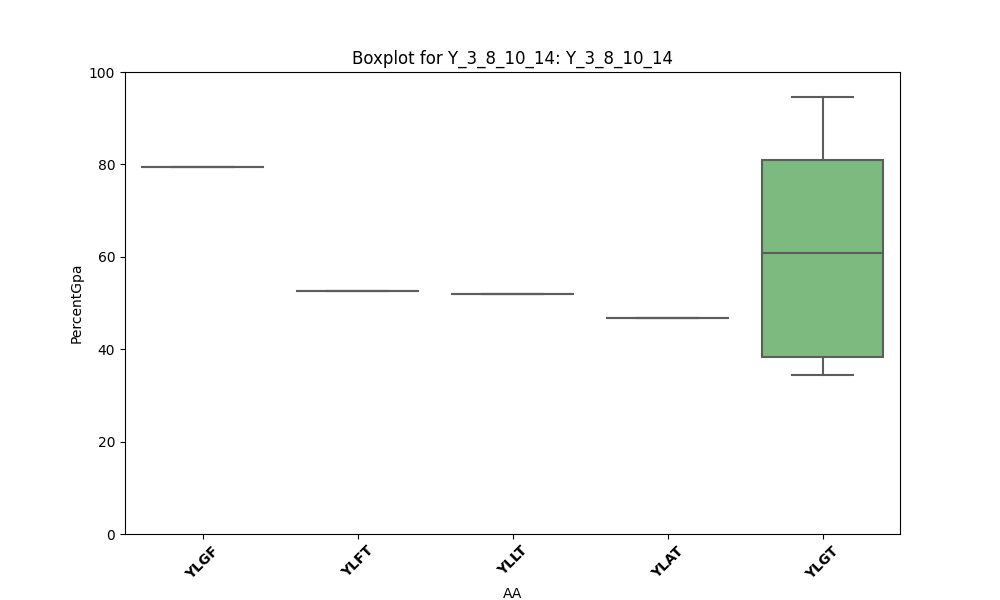 Boxplot for Y_3_8_10_14: Y_3_8_10_14
100
80
60
40
20
0
PercentGpa
YLGF
YLFT
YLLT
YLAT
YLGT
AA